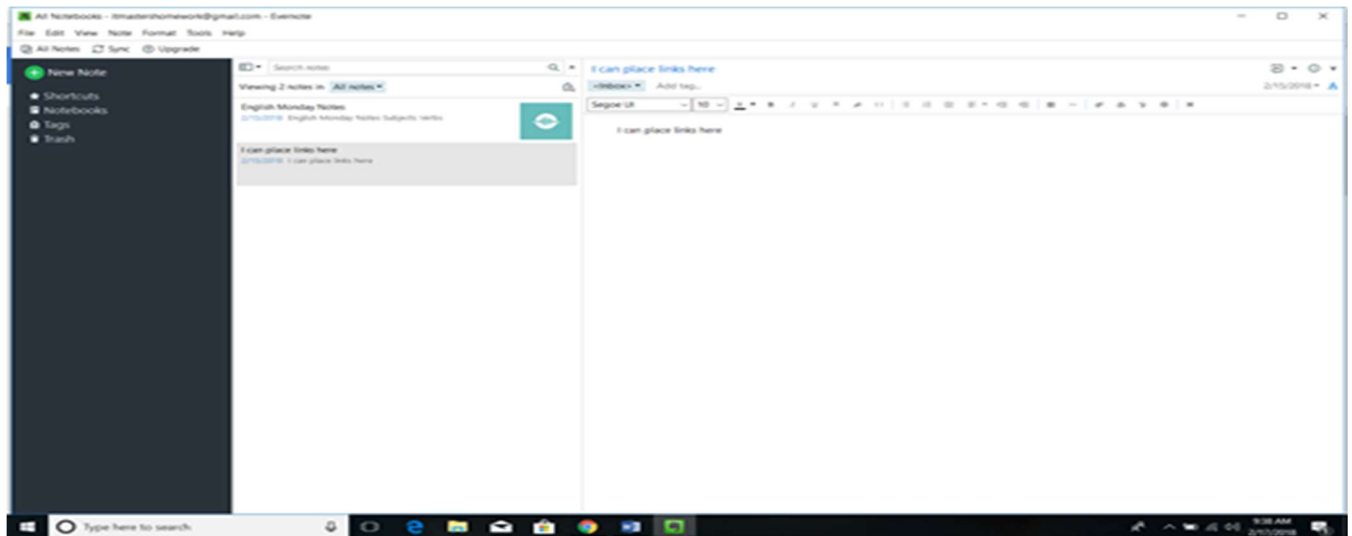 All Notebooks - itmastershomework@gmail.com - Evernote
File Edit View Note Format Tools Help
All Notes Sync Upgrade
New Note
Shortcuts
Notebooks
Tags
Trash
Search notes
Viewing 2 notes in All notes
English Monday Notes
2/15/2018 English Monday Notes Subjects Verbs
I can place links here
2/15/2018 I can place links here
I can place links here
<Inbox> Add tag...
2/15/2018
Segoe UI 10
I can place links here
Type here to search
9:38 AM
2/17/2018